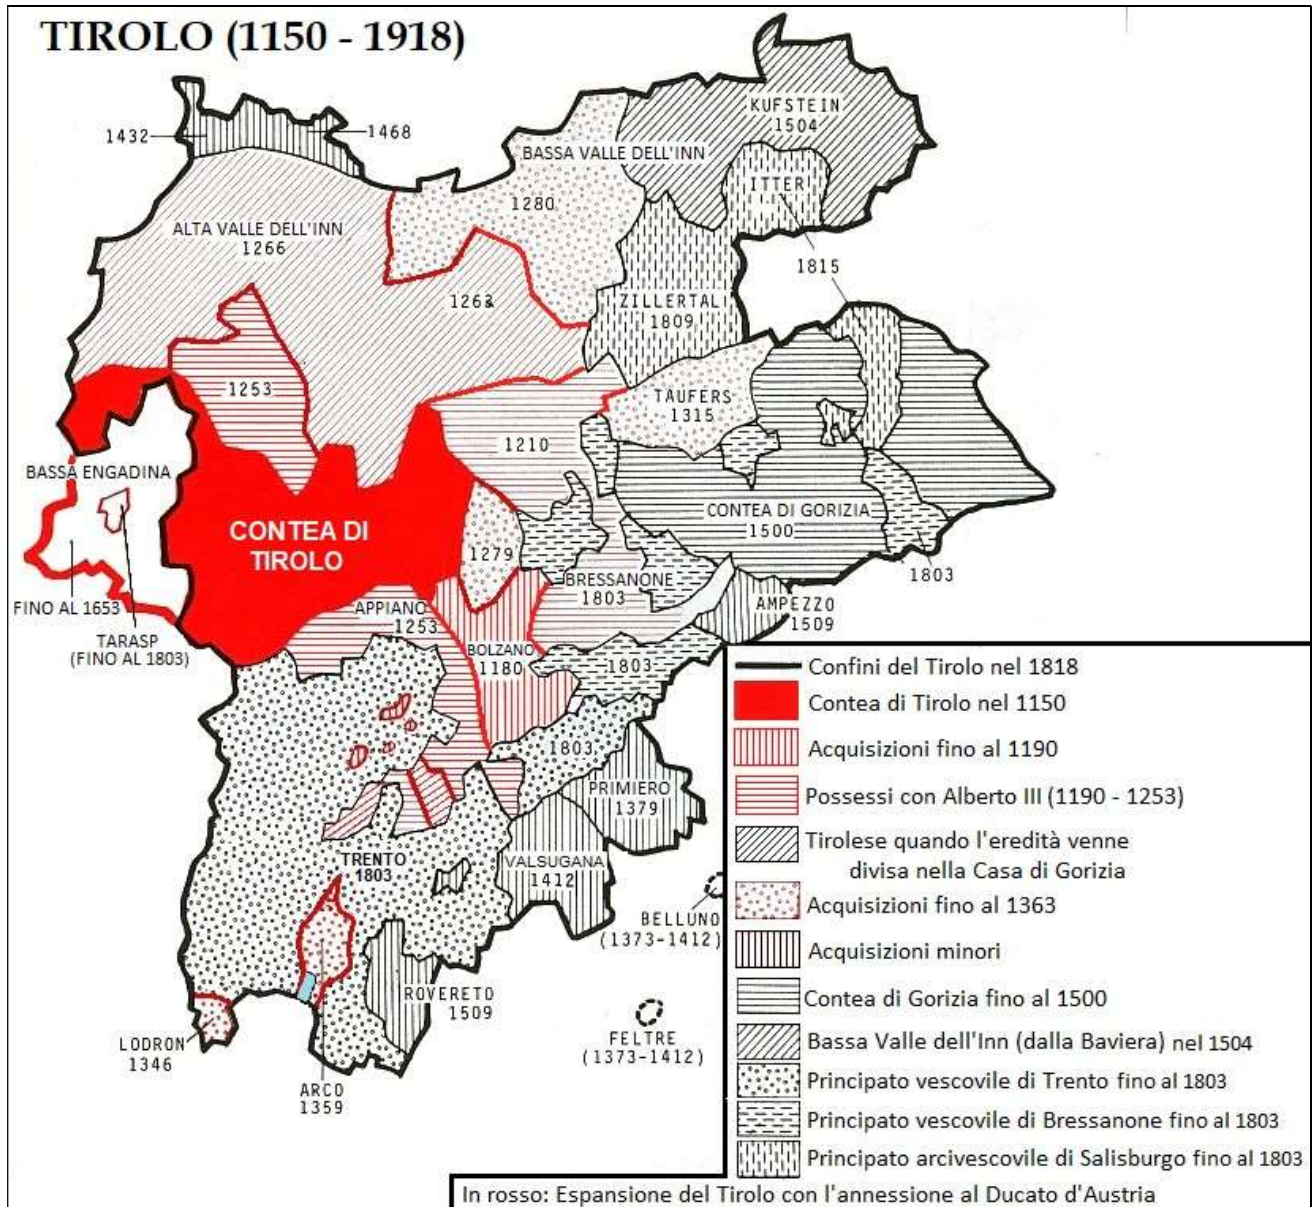 TIROLO (1150 - 1918)
1432
1468
KUFSTEIN
1504
BASSA VALLE DELL'INN
ITTER
1280
ALTA VALLE DELL'INN
1266
1815
1263
ZILLERTAL
1809
1253
TAUFERS
1315
1210
BASSA ENGADINA
CONTEA DI GORIZIA
1500
CONTEA DI
TIROLO
1279
BRESSANONE
1803
1803
FINO AL 1653
APPIANO
1253
AMPEZZO
1509
TARASP
(FINO AL 1803)
BOLZANO
1180
1803
1803
PRIMIERO
1379
TRENTO
1803
VALSUGANA
1412
BELLUNO
(1373-1412)
ROVERETO
1509
LODRON
1346
FELTRE
(1373-1412)
ARCO
1359
Confini del Tirolo nel 1818
Contea di Tirolo nel 1150
Acquisizioni fino al 1190
Possessi con Alberto III (1190 - 1253)
Tirolese quando l'eredità venne
divisa nella Casa di Gorizia
Acquisizioni fino al 1363
Acquisizioni minori
Contea di Gorizia fino al 1500
Bassa Valle dell'Inn (dalla Baviera) nel 1504
Principato vescovile di Trento fino al 1803
Principato vescovile di Bressanone fino al 1803
Principato arcivescovile di Salisburgo fino al 1803
In rosso: Espansione del Tirolo con l'annessione al Ducato d'Austria